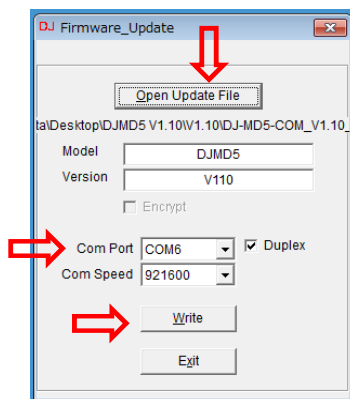 DJ Firmware_Update
Open Update File
ta\Desktop\DJMD5 V1.10\V1.10\DJ-MD5-COM_V1.10_
Model DJMD5
Version V110
Encrypt
Com Port COM6 Duplex
Com Speed 921600
Write
Exit